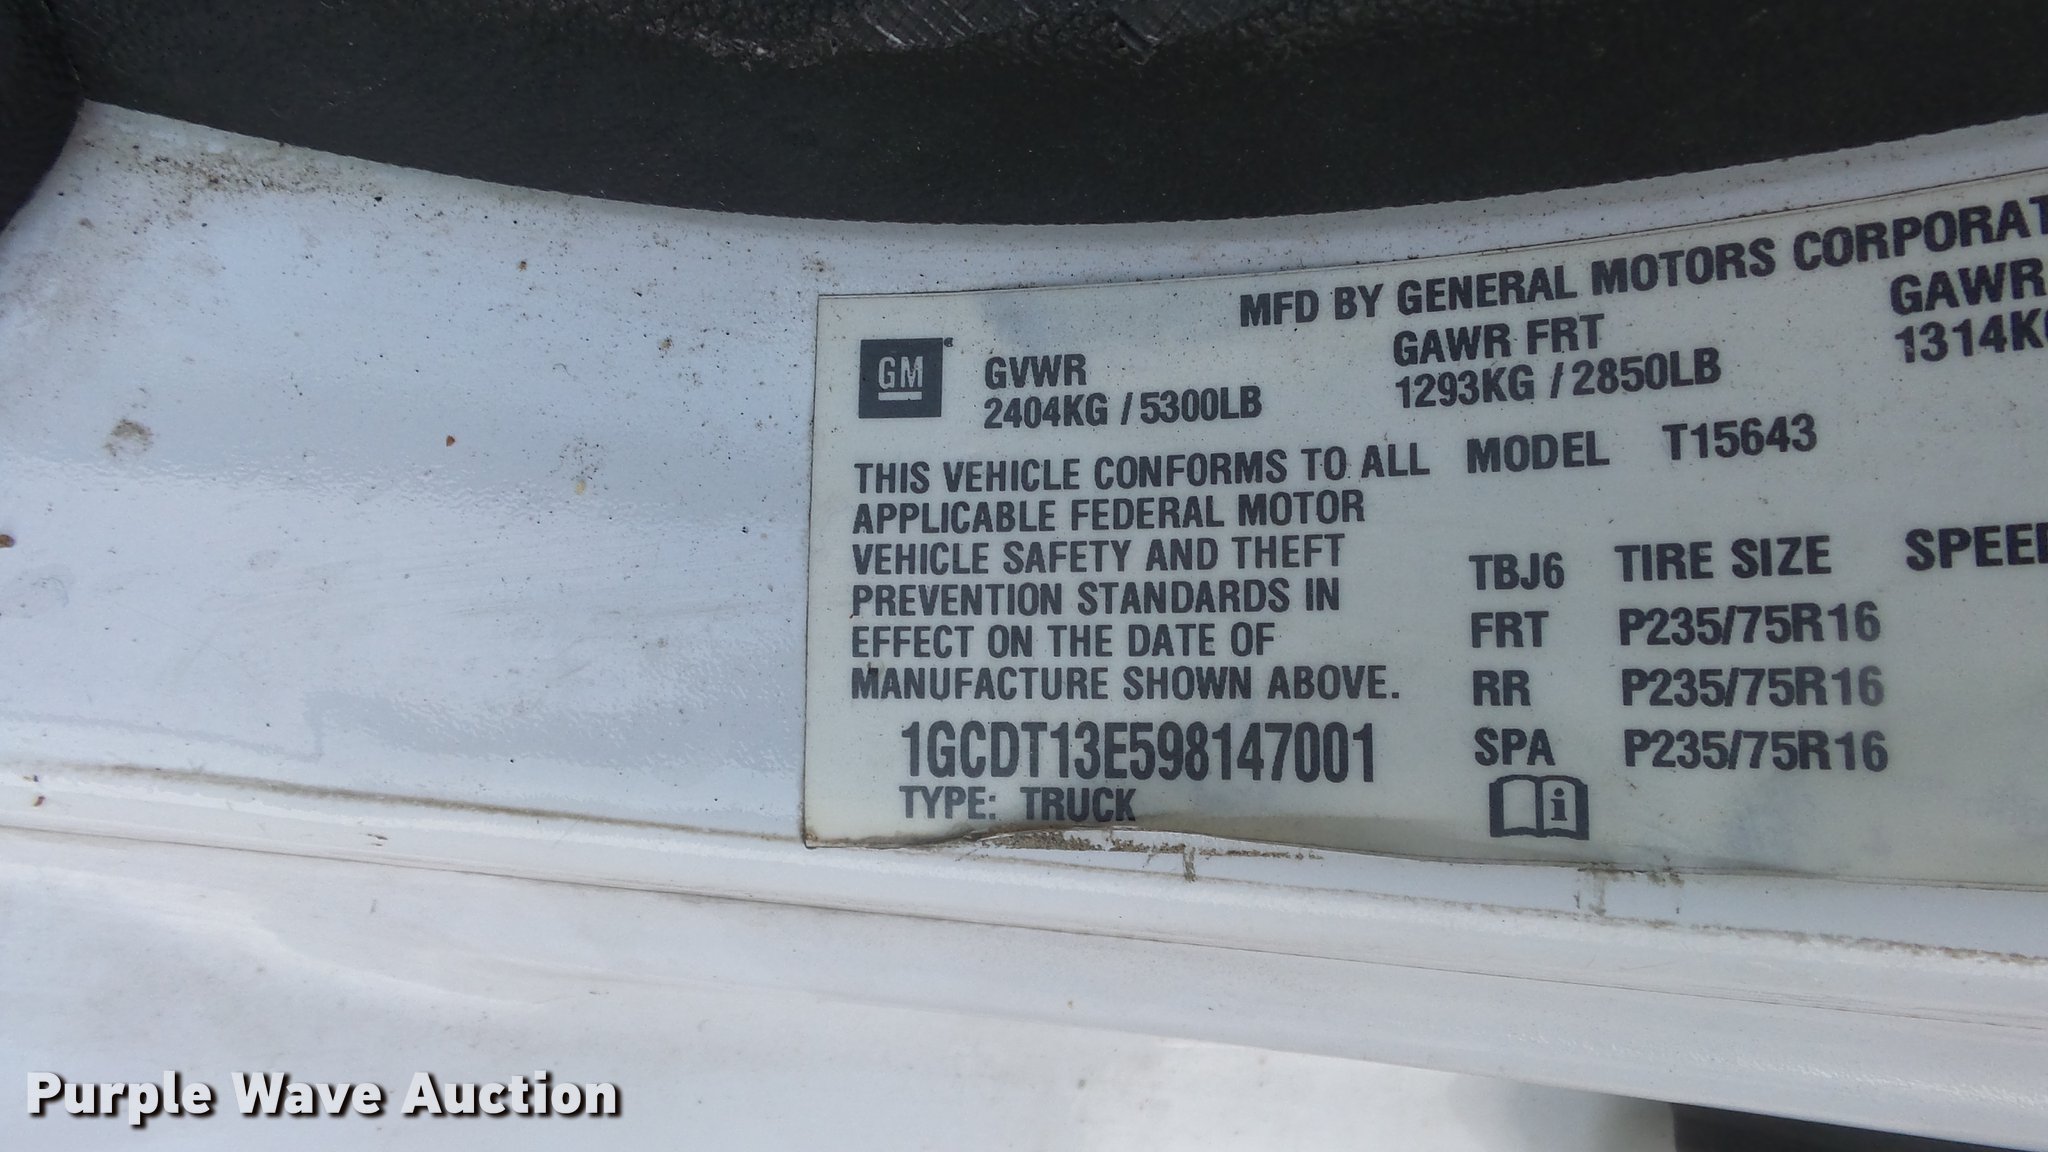 MFD BY GENERAL MOTORS CORPORAT
GM
GVWR GAWR FRT GAWR
2404KG / 5300LB 1293KG / 2850LB 1314K
THIS VEHICLE CONFORMS TO ALL MODEL T15643
APPLICABLE FEDERAL MOTOR
VEHICLE SAFETY AND THEFT TBJ6 TIRE SIZE SPEE
PREVENTION STANDARDS IN FRT P235/75R16
EFFECT ON THE DATE OF
MANUFACTURE SHOWN ABOVE. RR P235/75R16
1GCDT13E598147001 SPA P235/75R16
TYPE: TRUCK
Purple Wave Auction